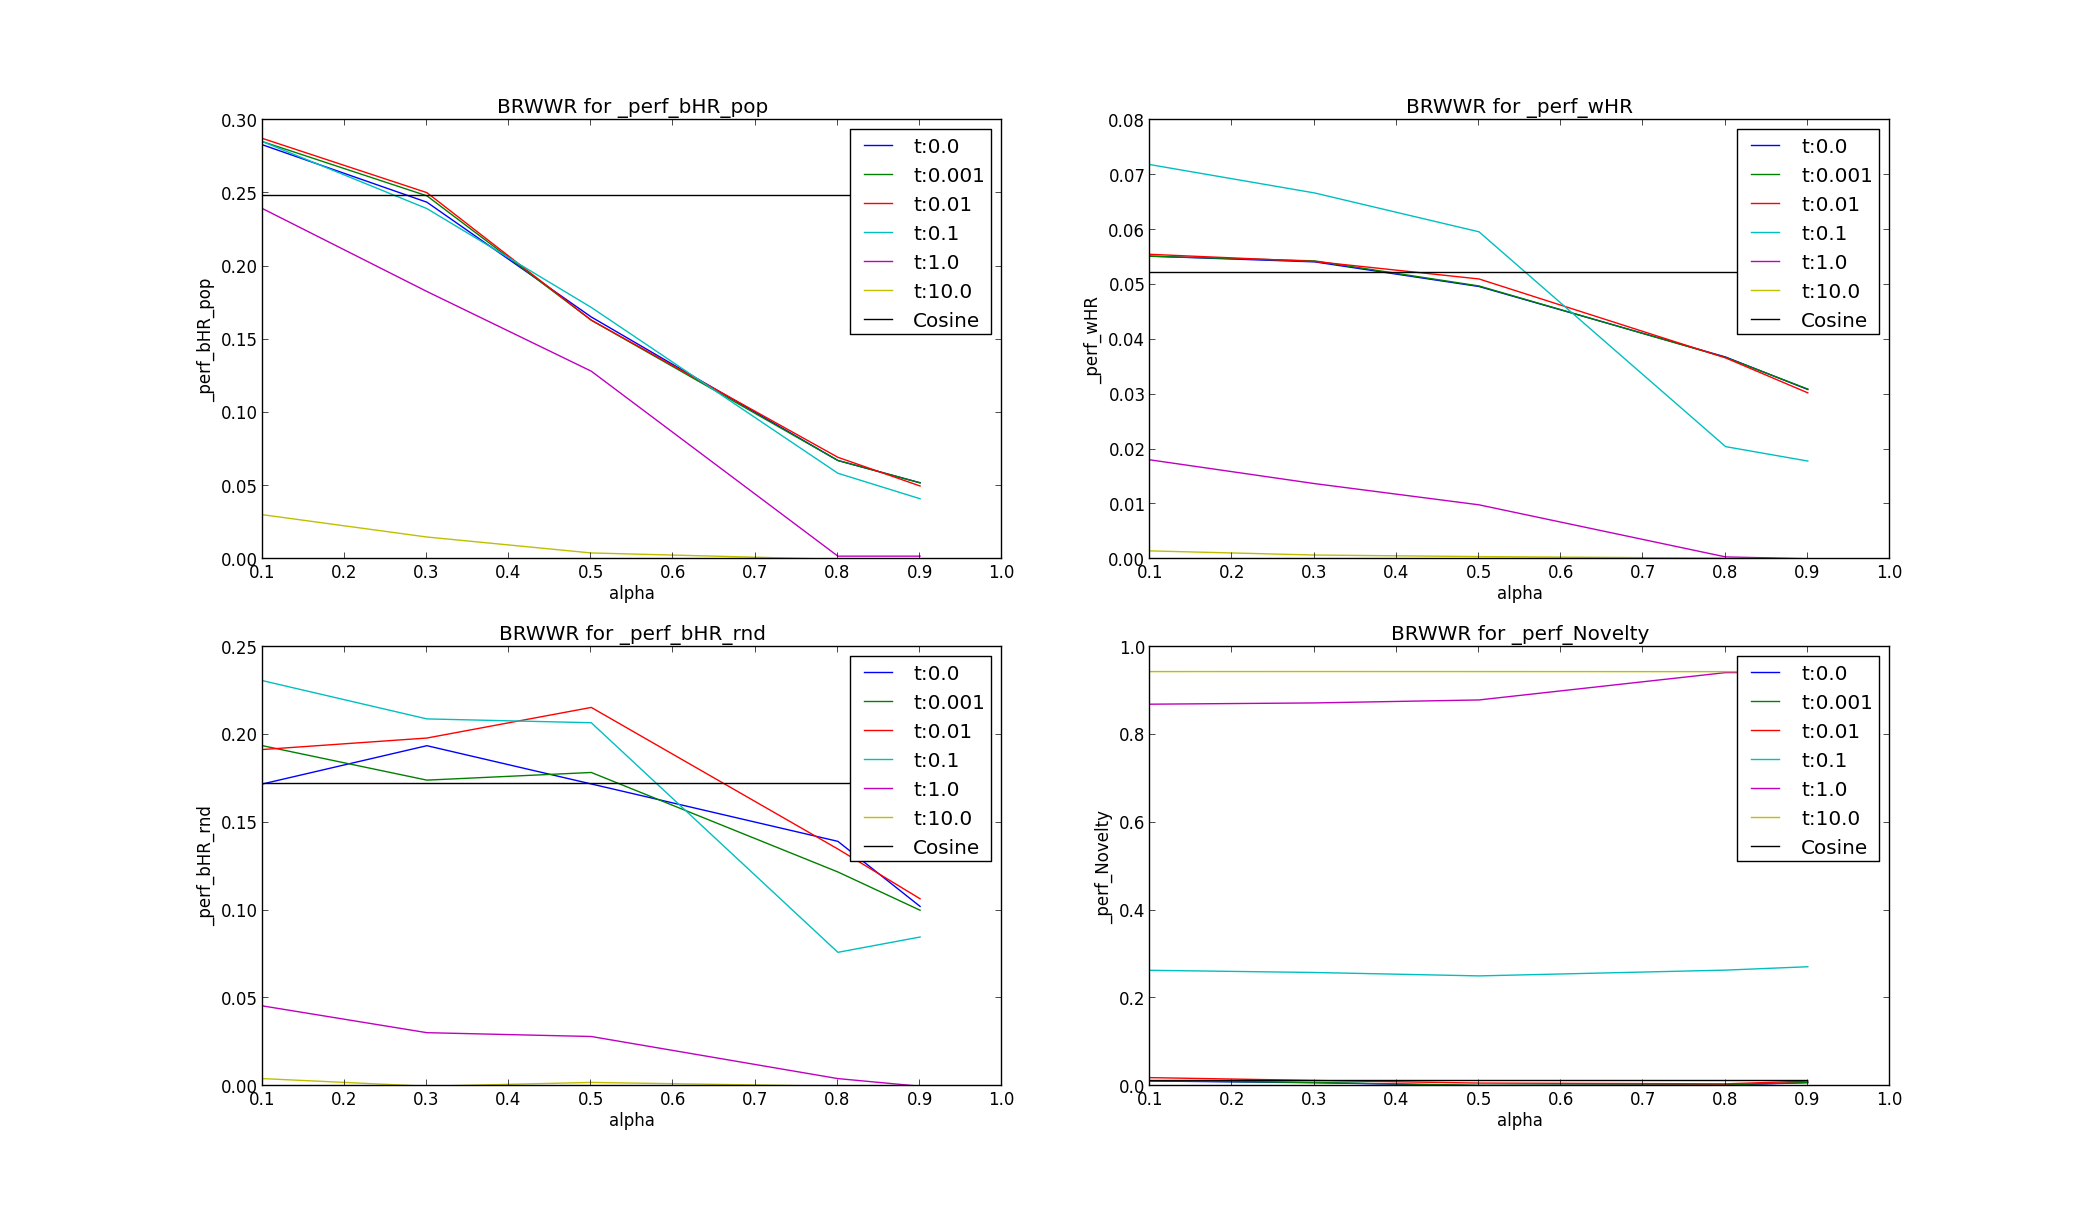 BRWWR for _perf_bHR_pop
_perf_bHR_pop
0.30
0.25
0.20
0.15
0.10
0.05
0.00
0.1 0.2 0.3 0.4 0.5 0.6 0.7 0.8 0.9 1.0
alpha
t:0.0
t:0.001
t:0.01
t:0.1
t:1.0
t:10.0
Cosine
BRWWR for _perf_wHR
_perf_wHR
0.08
0.07
0.06
0.05
0.04
0.03
0.02
0.01
0.00
0.1 0.2 0.3 0.4 0.5 0.6 0.7 0.8 0.9 1.0
alpha
t:0.0
t:0.001
t:0.01
t:0.1
t:1.0
t:10.0
Cosine
BRWWR for _perf_bHR_rnd
_perf_bHR_rnd
0.25
0.20
0.15
0.10
0.05
0.00
0.1 0.2 0.3 0.4 0.5 0.6 0.7 0.8 0.9 1.0
alpha
t:0.0
t:0.001
t:0.01
t:0.1
t:1.0
t:10.0
Cosine
BRWWR for _perf_Novelty
_perf_Novelty
1.0
0.8
0.6
0.4
0.2
0.0
0.1 0.2 0.3 0.4 0.5 0.6 0.7 0.8 0.9 1.0
alpha
t:0.0
t:0.001
t:0.01
t:0.1
t:1.0
t:10.0
Cosine